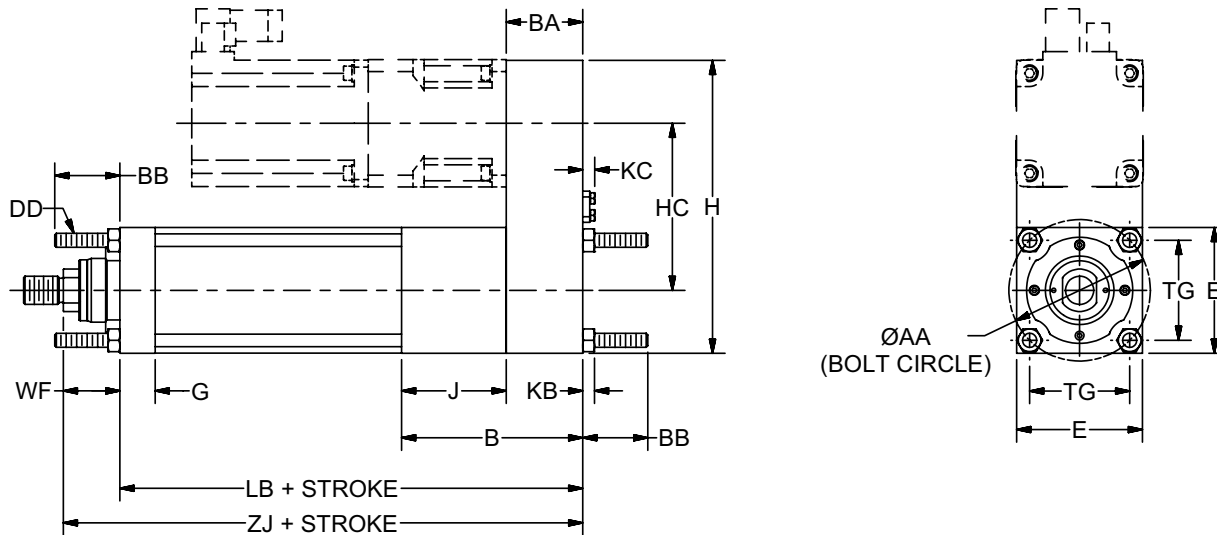 BA
BB
KC
DD
HC
H
TG
E
ØAA
(BOLT CIRCLE)
WF
G
J
KB
TG
B
BB
E
LB + STROKE
ZJ + STROKE